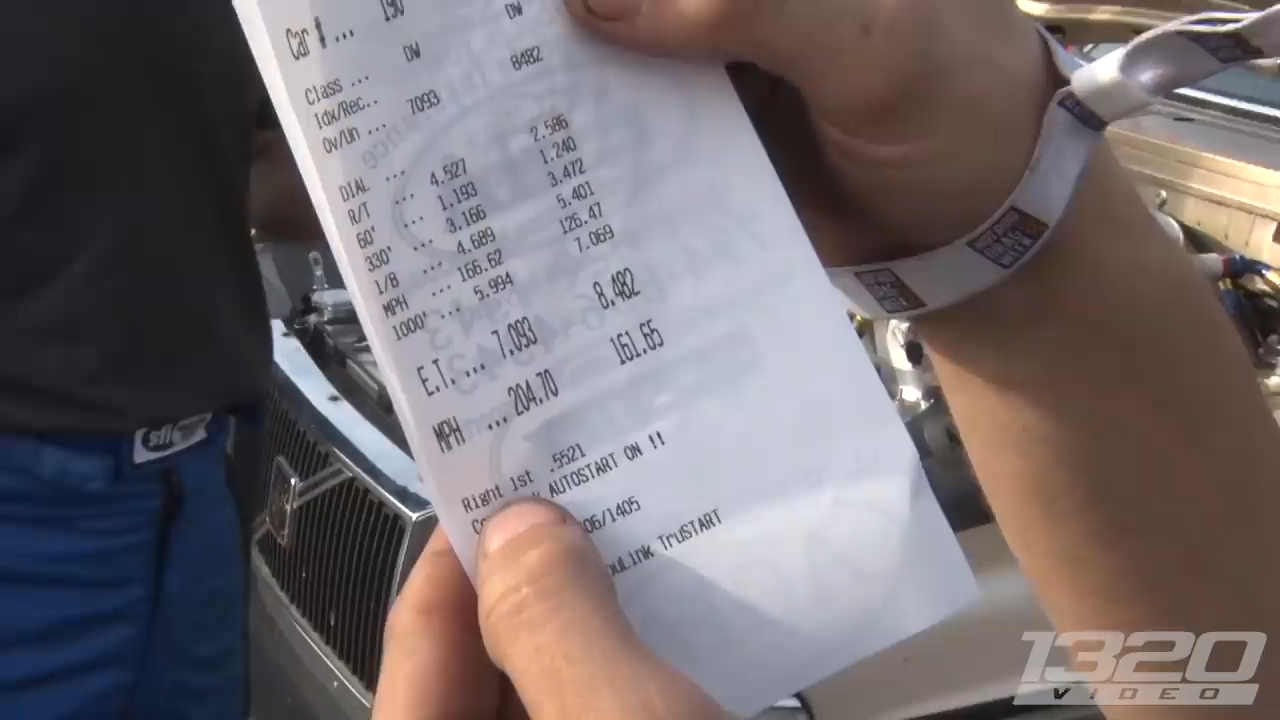 Car # ... 190 DW
Class ... DW
Idx/Rec.. 8482
Ov/Un ... 7093
DIAL ...
R/T ... 4.527 2.586
60' ... 1.193 1.240
330' ... 3.166 3.472
1/8 ... 4.689 5.401
MPH ... 166.62 126.47
1000' ... 5.994 7.069
E.T. ... 7.093 8.482
MPH ... 204.70 161.65
Right 1st .5521
AUTOSTART ON !!
06/1405
TruSTART
sfi
1320
VIDEO